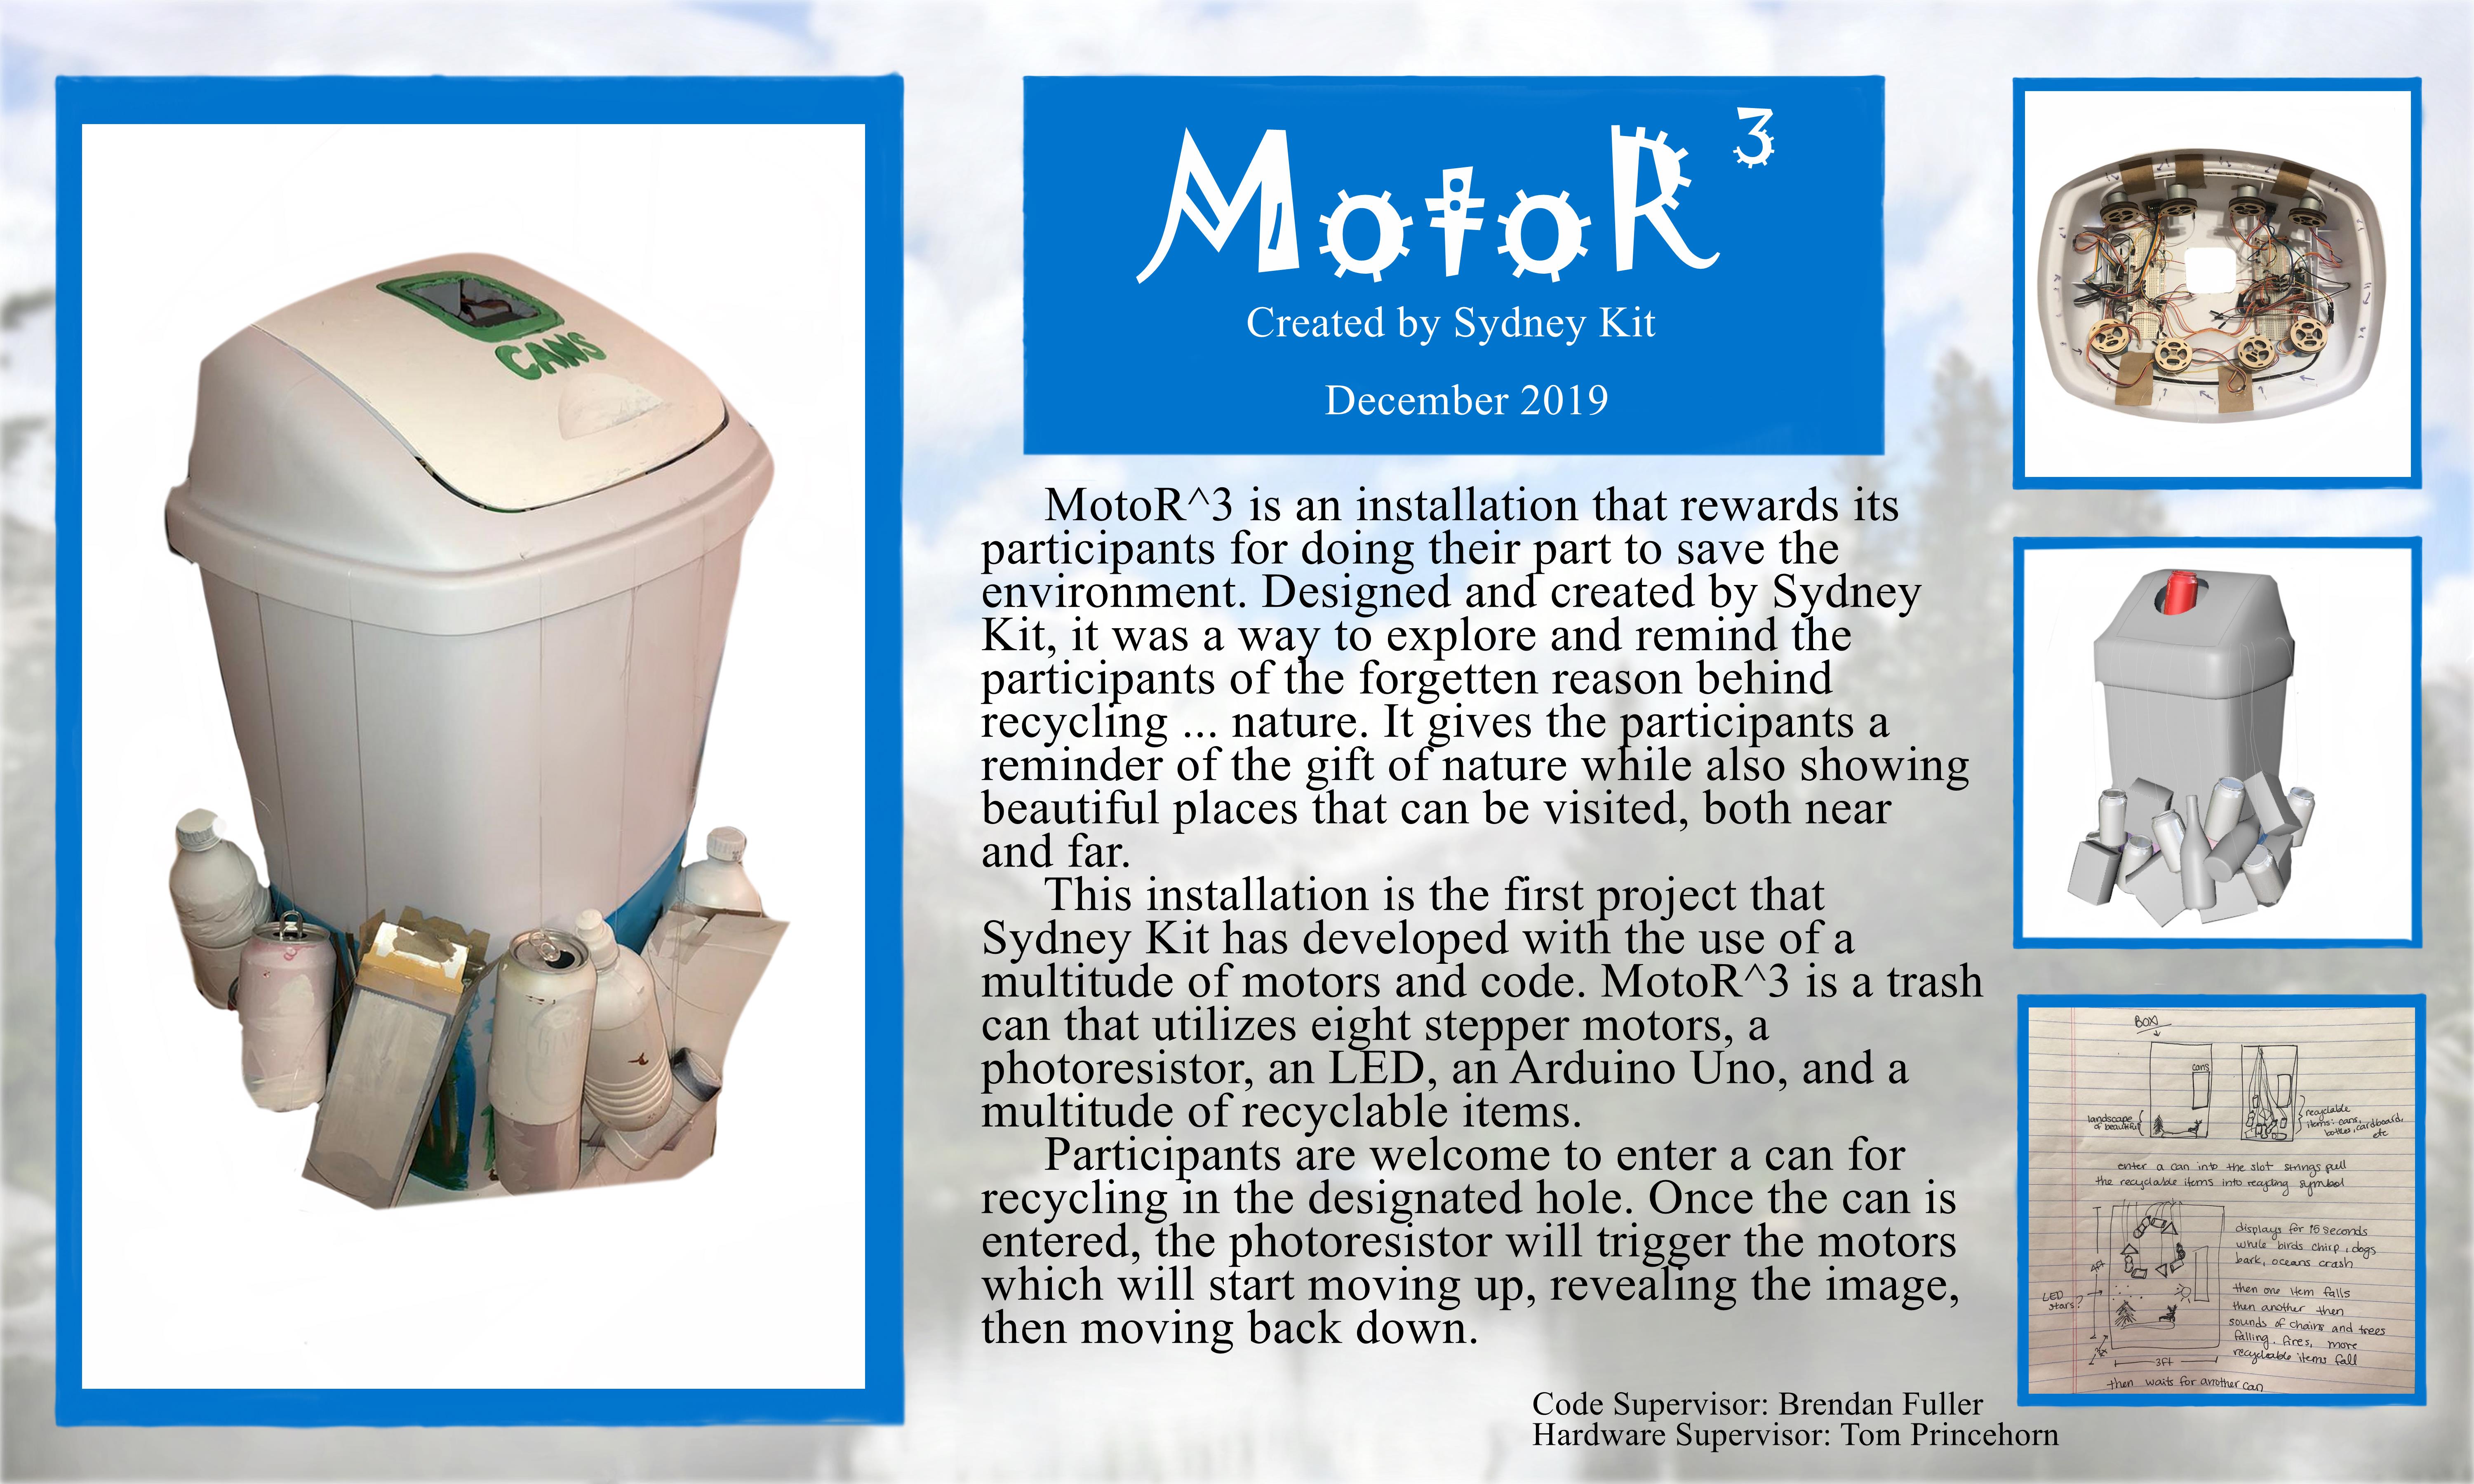 CANS
MotoR³
Created by Sydney Kit
December 2019
MotoR^3 is an installation that rewards its
participants for doing their part to save the
environment. Designed and created by Sydney
Kit, it was a way to explore and remind the
participants of the forgetten reason behind
recycling ... nature. It gives the participants a
reminder of the gift of nature while also showing
beautiful places that can be visited, both near
and far.
This installation is the first project that
Sydney Kit has developed with the use of a
multitude of motors and code. MotoR^3 is a trash
can that utilizes eight stepper motors, a
photoresistor, an LED, an Arduino Uno, and a
multitude of recyclable items.
Participants are welcome to enter a can for
recycling in the designated hole. Once the can is
entered, the photoresistor will trigger the motors
which will start moving up, revealing the image,
then moving back down.
Code Supervisor: Brendan Fuller
Hardware Supervisor: Tom Princehorn
BOX
cans
landscape
of beautiful
recyclable
items: cans,
bottles, cardboard,
etc
enter a can into the slot strings pull
the recyclable items into recycling symbol
displays for 15 seconds
while birds chirp, dogs
bark, oceans crash
4ft
LED
stars?
then one item falls
then another then
sounds of chains and trees
falling, fires, more
recycleable items fall
3ft
then waits for another can